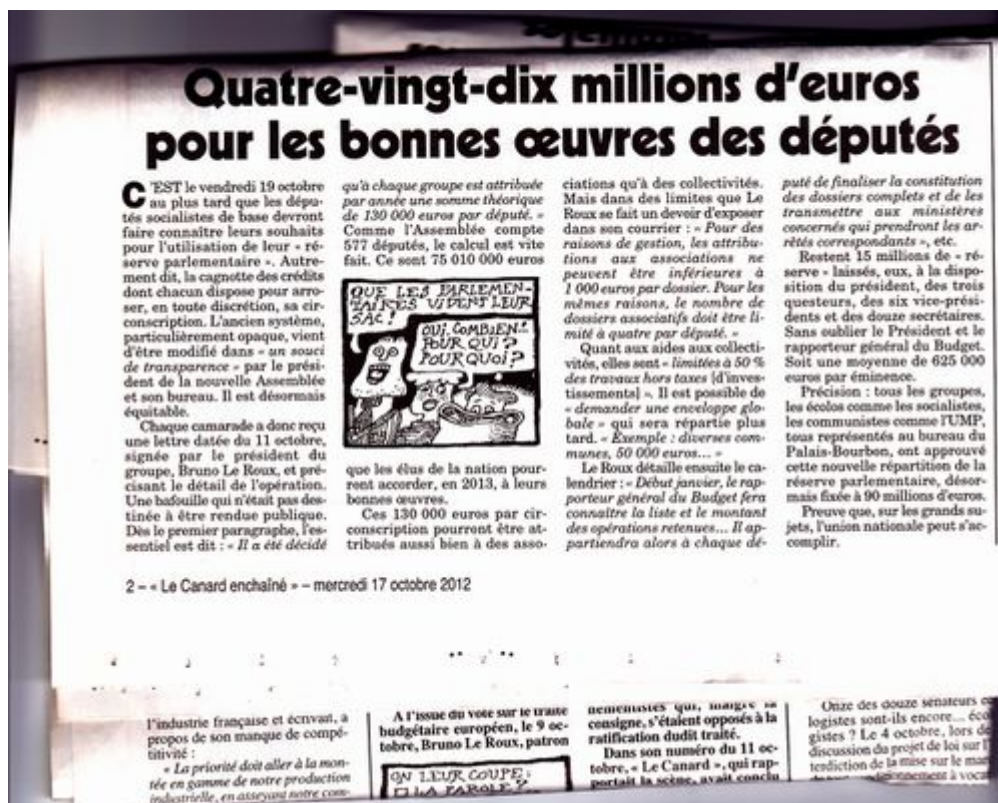 Quatre-vingt-dix millions d'euros
pour les bonnes œuvres des députés
C'EST le vendredi 19 octobre
au plus tard que les dépu-
tés socialistes de base devront
faire connaître leurs souhaits
pour l'utilisation de leur « ré-
serve parlementaire ». Autre-
ment dit, la cagnotte des crédits
dont chacun dispose pour arro-
ser, en toute discrétion, sa cir-
conscription. L'ancien système,
particulièrement opaque, vient
d'être modifié dans « un souci
de transparence » par le prési-
dent de la nouvelle Assemblée
et son bureau. Il est désormais
équitable.
Chaque camarade a donc reçu
une lettre datée du 11 octobre,
signée par le président du
groupe, Bruno Le Roux, et pré-
cisant le détail de l'opération.
Une bafouille qui n'était pas des-
tinée à être rendue publique.
Dès le premier paragraphe, l'es-
sentiel est dit : « Il a été décidé
qu'à chaque groupe est attribuée
par année une somme théorique
de 130 000 euros par député. »
Comme l'Assemblée compte
577 députés, le calcul est vite
fait. Ce sont 75 010 000 euros
QUE LES PARLEMEN-
TAIRES VIDENT LEUR
SAC !
OUI, COMBIEN ?
POUR QUI ?
POUR QUOI ?
que les élus de la nation pour-
ront accorder, en 2013, à leurs
bonnes œuvres.
Ces 130 000 euros par cir-
conscription pourront être at-
tribués aussi bien à des asso-
ciations qu'à des collectivités.
Mais dans des limites que Le
Roux se fait un devoir d'exposer
dans son courrier : « Pour des
raisons de gestion, les attribu-
tions aux associations ne
peuvent être inférieures à
1 000 euros par dossier. Pour les
mêmes raisons, le nombre de
dossiers associatifs doit être li-
mité à quatre par député. »
Quant aux aides aux collecti-
vités, elles sont « limitées à 50 %
des travaux hors taxes [d'inves-
tissements] ». Il est possible de
« demander une enveloppe glo-
bale » qui sera répartie plus
tard. « Exemple : diverses com-
munes, 50 000 euros... »
Le Roux détaille ensuite le ca-
lendrier : « Début janvier, le rap-
porteur général du Budget fera
connaître la liste et le montant
des opérations retenues... Il ap-
partiendra alors à chaque dé-
puté de finaliser la constitution
des dossiers complets et de les
transmettre aux ministères
concernés qui prendront les ar-
rêtés correspondants », etc.
Restent 15 millions de « ré-
serve » laissés, eux, à la dispo-
sition du président, des trois
questeurs, des six vice-prési-
dents et des douze secrétaires.
Sans oublier le Président et le
rapporteur général du Budget.
Soit une moyenne de 625 000
euros par éminence.
Précision : tous les groupes,
les écolos comme les socialistes,
les communistes comme l'UMP,
tous représentés au bureau du
Palais-Bourbon, ont approuvé
cette nouvelle répartition de la
réserve parlementaire, désor-
mais fixée à 90 millions d'euros.
Preuve que, sur les grands su-
jets, l'union nationale peut s'ac-
complir.
2 – « Le Canard enchaîné » – mercredi 17 octobre 2012
l'industrie française et écrivant, à
propos de son manque de compé-
titivité :
« La priorité doit aller à la mon-
tée en gamme de notre production
industrielle, en asseyant notre com-
A l'issue du vote sur le traité
budgétaire européen, le 9 oc-
tobre, Bruno Le Roux, patron
ON LEUR COUPE
LA PAROLE ?
consigne, s'étaient opposés à la
ratification dudit traité.
Dans son numéro du 11 oc-
tobre, « Le Canard », qui rap-
portait la scène, avait conclu
Onze des douze sénateurs
logistes sont-ils encore... éco
gistes ? Le 4 octobre, lors de
discussion du projet de loi sur l'
terdiction de la mise sur le